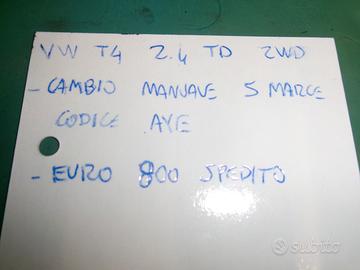 VW T4 2.4 TD 2WD
- CAMBIO MANUALE 5 MARCE
CODICE AYE
- EURO 800 SPEDITO
subito